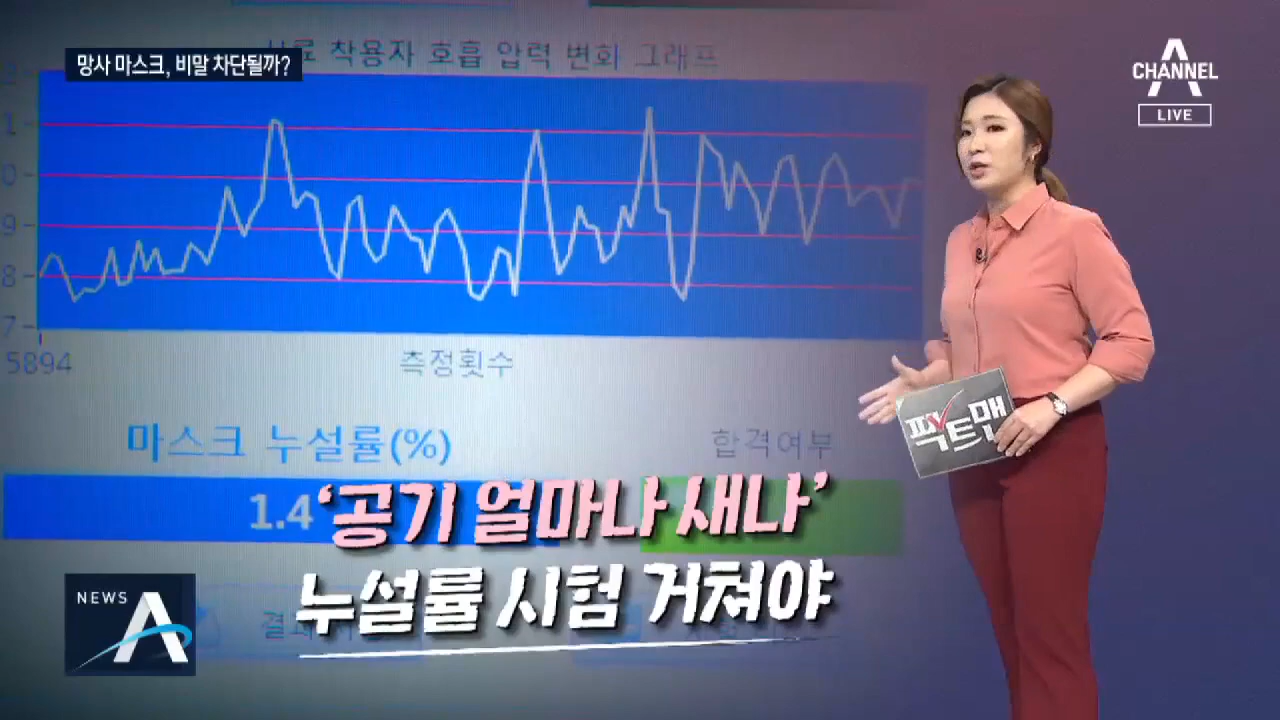 망사 마스크, 비말 차단될까?
착용자 호흡 압력 변화 그래프
CHANNEL A
LIVE
1
0
9
8
7
5894
측정횟수
마스크 누설률(%)
합격여부
1.4
‘공기 얼마나 새나’
누설률 시험 거쳐야
팩트맨
NEWS A